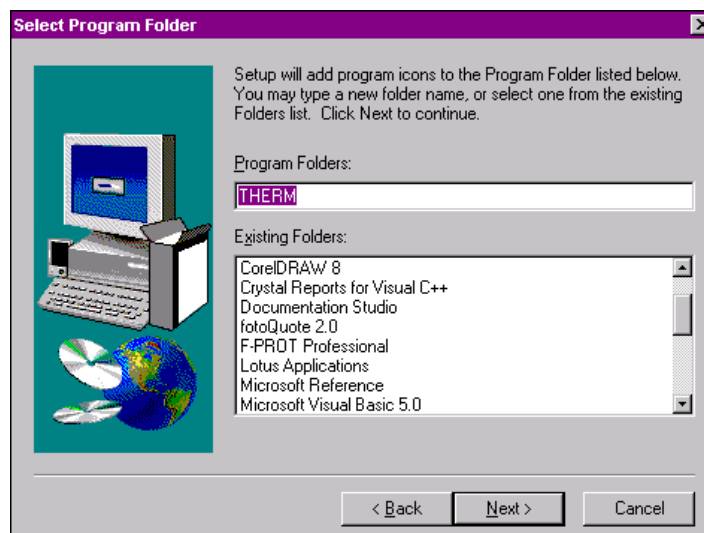 Select Program Folder
Setup will add program icons to the Program Folder listed below.
You may type a new folder name, or select one from the existing
Folders list. Click Next to continue.
Program Folders:
THERM
Existing Folders:
CorelDRAW 8
Crystal Reports for Visual C++
Documentation Studio
fotoQuote 2.0
F-PROT Professional
Lotus Applications
Microsoft Reference
Microsoft Visual Basic 5.0
< Back Next > Cancel